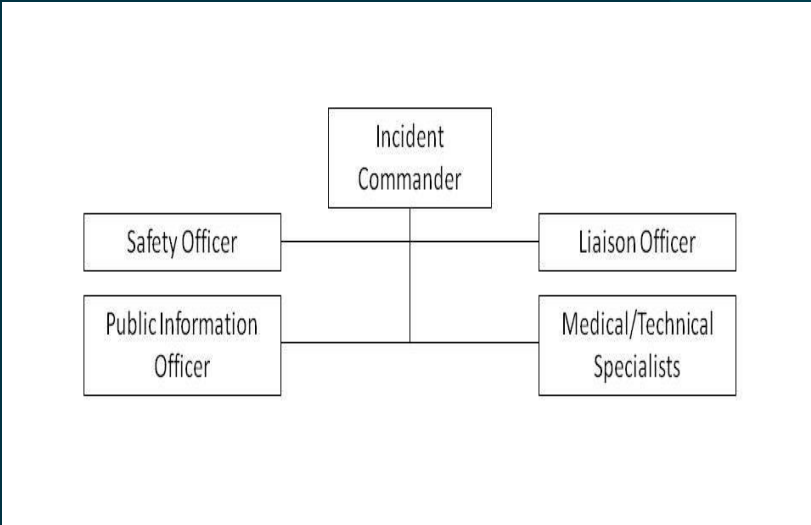 Incident
Commander
Safety Officer
Liaison Officer
Public Information
Officer
Medical/Technical
Specialists